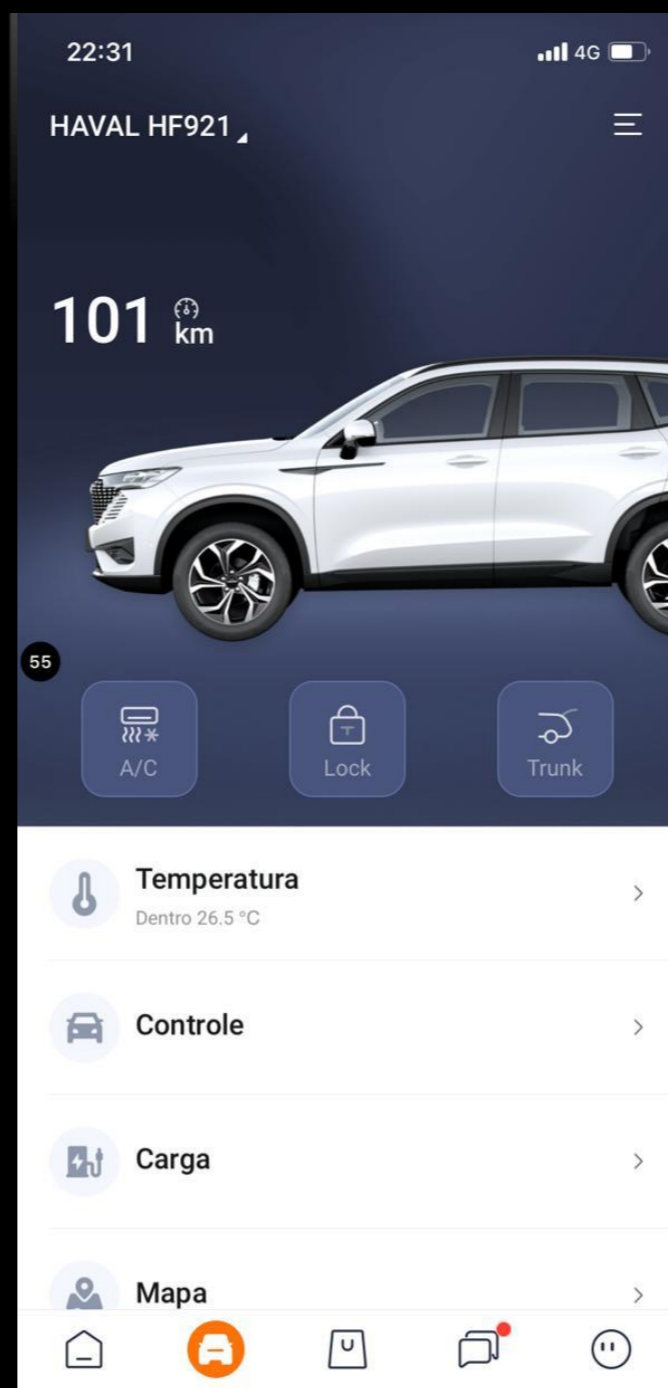 22:31
4G
HAVAL HF921
101 km
55
A/C
Lock
Trunk
Temperatura
Dentro 26.5 °C
Controle
Carga
Mapa